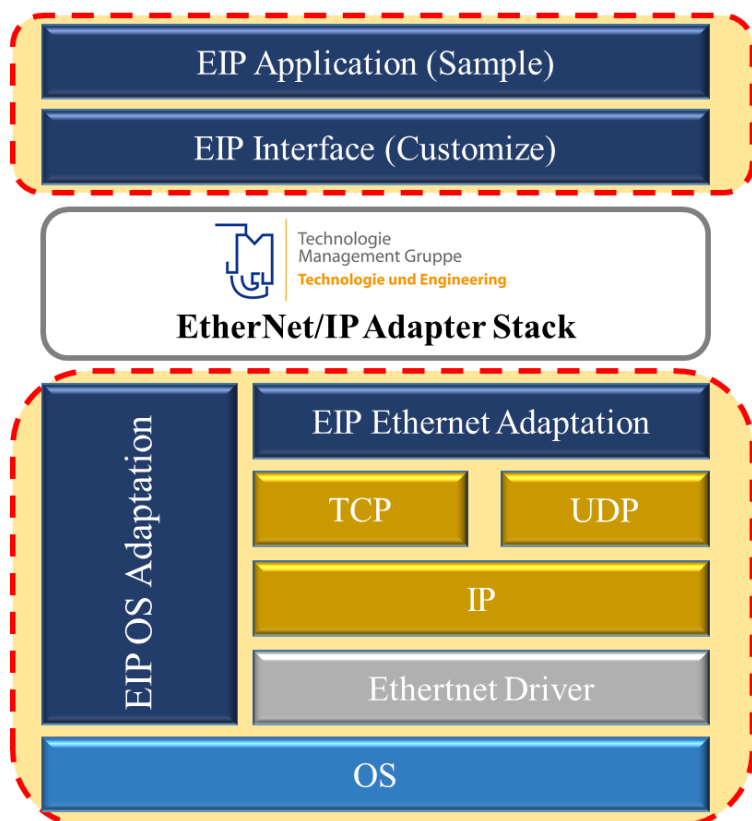 EIP Application (Sample)
EIP Interface (Customize)
Technologie
Management Gruppe
Technologie und Engineering
EtherNet/IP Adapter Stack
EIP OS Adaptation
EIP Ethernet Adaptation
TCP
UDP
IP
Ethertnet Driver
OS